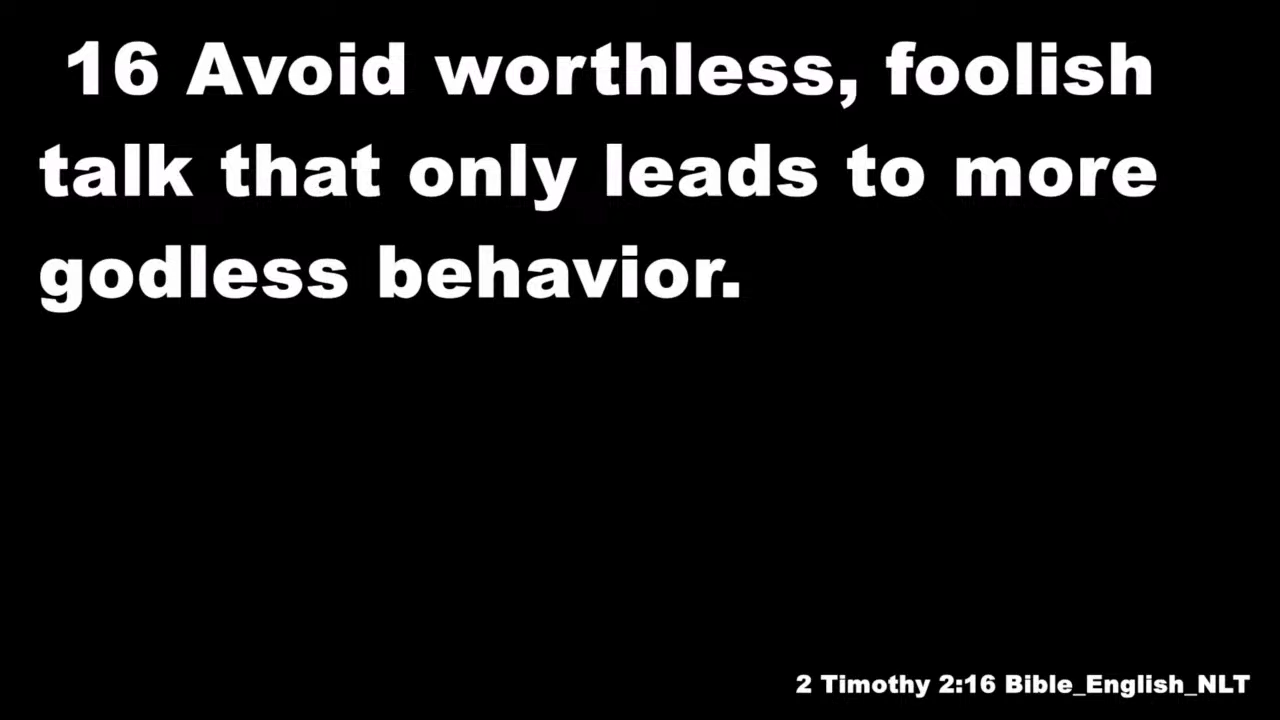 16 Avoid worthless, foolish
talk that only leads to more
godless behavior.
2 Timothy 2:16 Bible_English_NLT